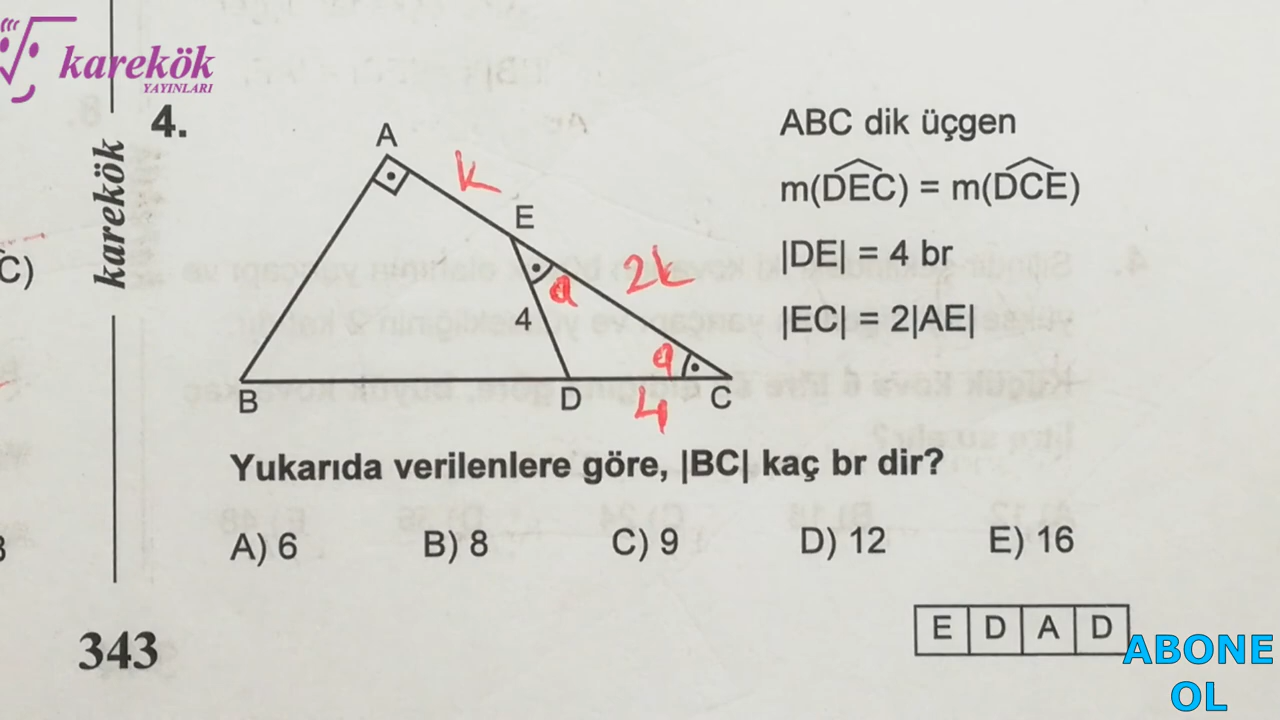 karekök
YAYINLARI
karekök
C)
343
4.
A
k
E
2k
a
4
a
B
D
4
C
ABC dik üçgen
m(DEC) = m(DCE)
|DE| = 4 br
|EC| = 2|AE|
Yukarıda verilenlere göre, |BC| kaç br dir?
A) 6 B) 8 C) 9 D) 12 E) 16
E D A D
ABONE
OL